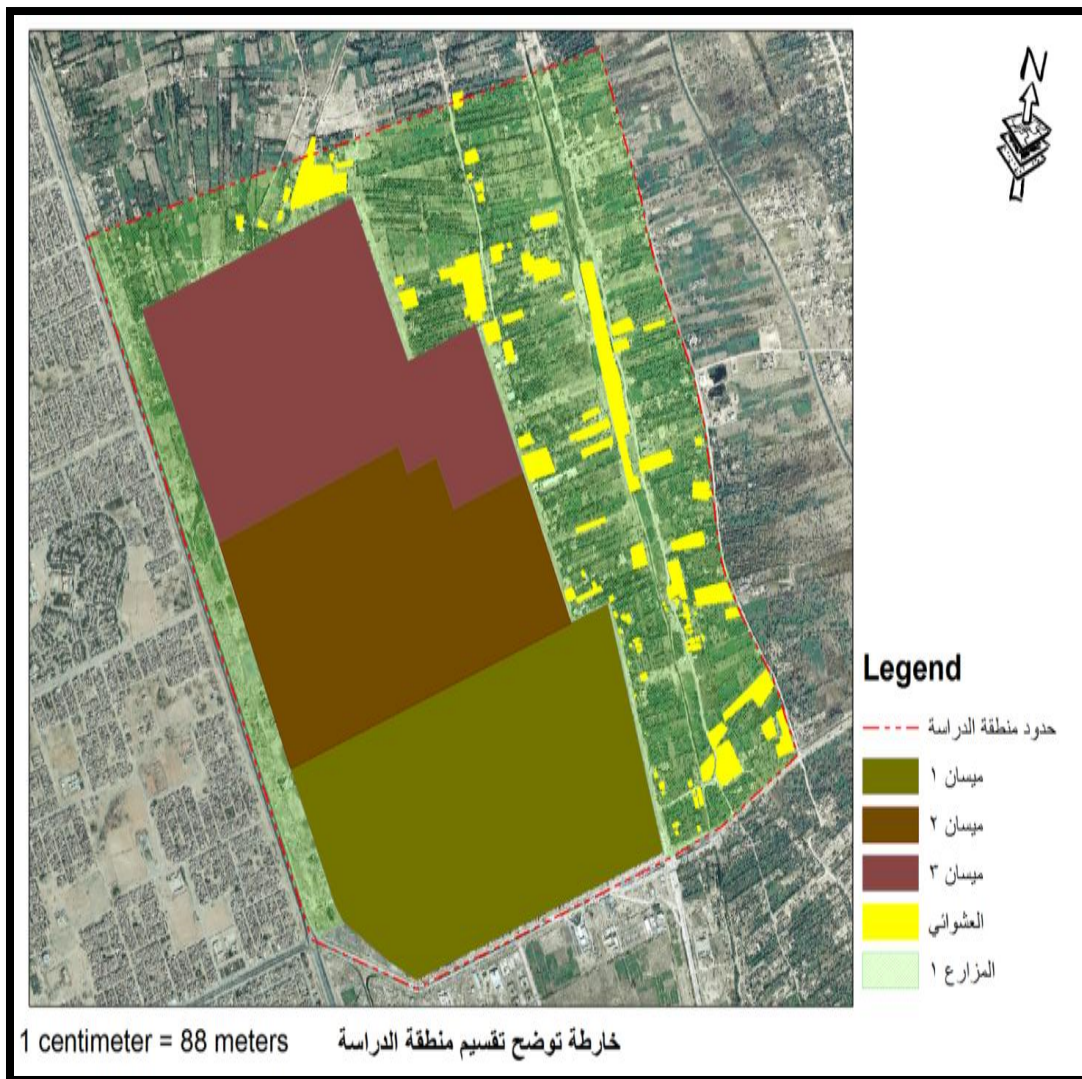 N
Legend
حدود منطقة الدراسة
ميسان ١
ميسان ٢
ميسان ٣
العشوائي
المزارع ١
1 centimeter = 88 meters
خارطة توضح تقسيم منطقة الدراسة